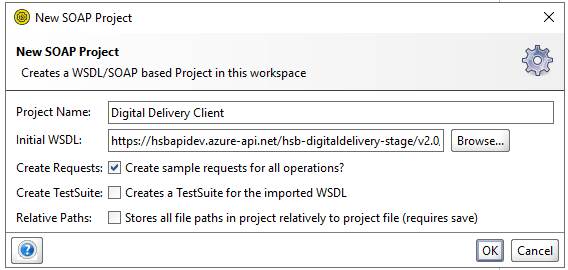 New SOAP Project
New SOAP Project
Creates a WSDL/SOAP based Project in this workspace
Project Name: Digital Delivery Client
Initial WSDL: https://hsbapidev.azure-api.net/hsb-digitaldelivery-stage/v2.0, Browse...
Create Requests: Create sample requests for all operations?
Create TestSuite: Creates a TestSuite for the imported WSDL
Relative Paths: Stores all file paths in project relatively to project file (requires save)
? OK Cancel